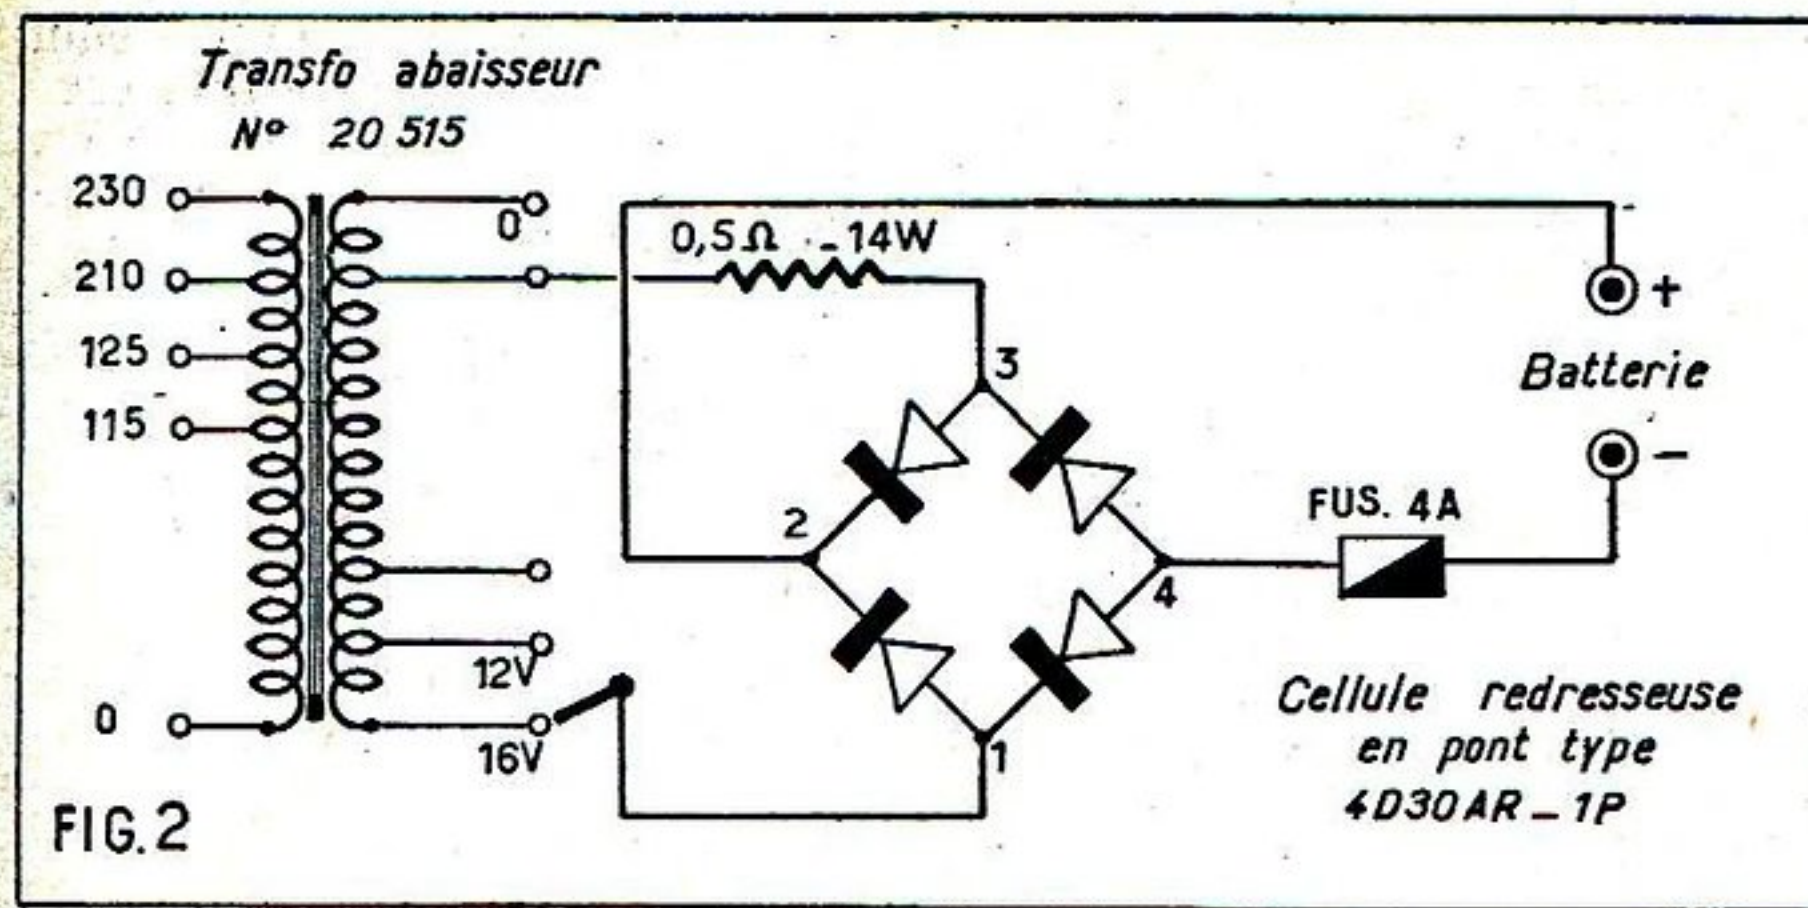 Transfo abaisseur
N° 20 515
230
210
125
115
0
0
12V
16V
0,5Ω - 14W
3
2
4
1
+
Batterie
-
FUS. 4A
Cellule redresseuse
en pont type
4D30AR - 1P
FIG. 2